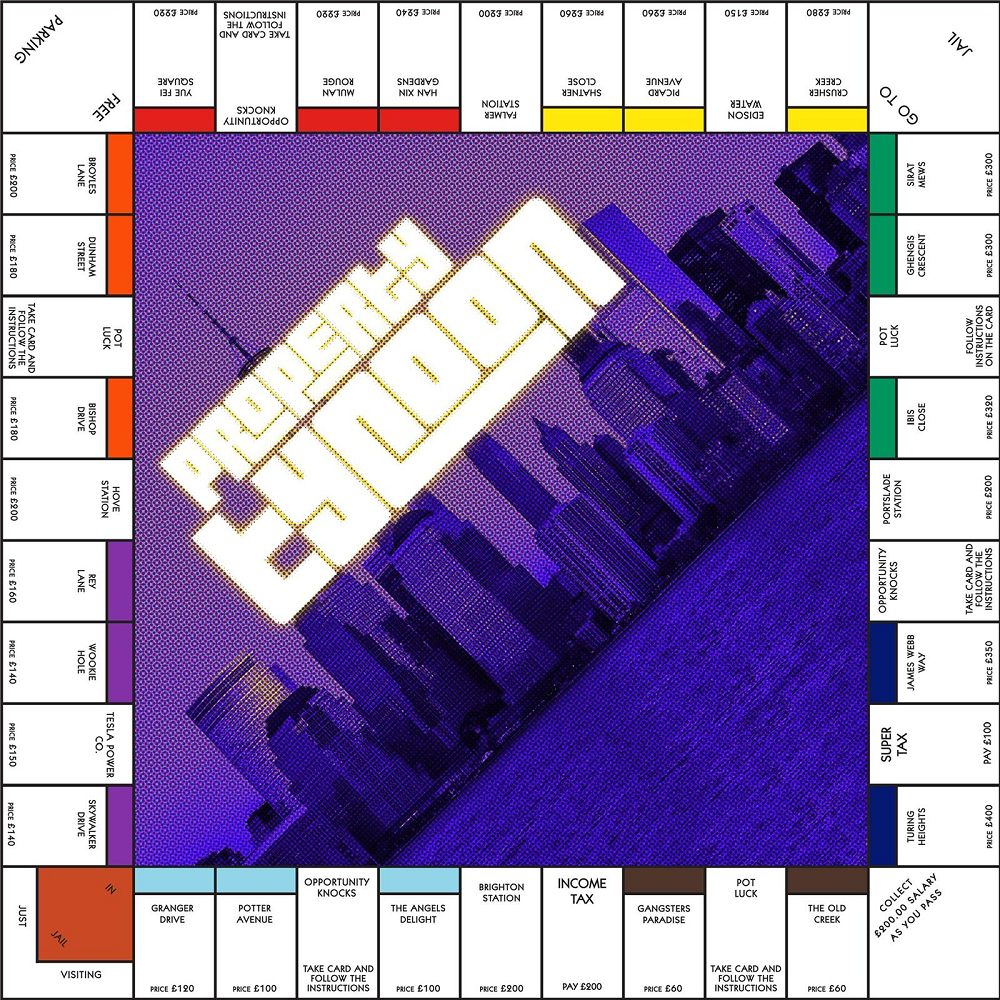 FREE
PARKING
YUE FEI
SQUARE
PRICE £220
OPPORTUNITY
KNOCKS
TAKE CARD AND
FOLLOW THE
INSTRUCTIONS
MULAN
ROUGE
PRICE £220
HAN XIN
GARDENS
PRICE £240
FALMER
STATION
PRICE £200
SHATNER
CLOSE
PRICE £260
PICARD
AVENUE
PRICE £260
EDISON
WATER
PRICE £150
CRUSHER
CREEK
PRICE £280
GO TO
JAIL
SIRAT
MEWS
PRICE £300
GHENGIS
CRESCENT
PRICE £300
POT
LUCK
FOLLOW
INSTRUCTIONS
ON THE CARD
IBIS
CLOSE
PRICE £320
PORTSLADE
STATION
PRICE £200
OPPORTUNITY
KNOCKS
TAKE CARD AND
FOLLOW THE
INSTRUCTIONS
JAMES WEBB
WAY
PRICE £350
SUPER
TAX
PAY £100
TURING
HEIGHTS
PRICE £400
COLLECT
£200.00 SALARY
AS YOU PASS
THE OLD
CREEK
PRICE £60
POT
LUCK
TAKE CARD AND
FOLLOW THE
INSTRUCTIONS
GANGSTERS
PARADISE
PRICE £60
INCOME
TAX
PAY £200
BRIGHTON
STATION
PRICE £200
THE ANGELS
DELIGHT
PRICE £100
OPPORTUNITY
KNOCKS
TAKE CARD AND
FOLLOW THE
INSTRUCTIONS
POTTER
AVENUE
PRICE £100
GRANGER
DRIVE
PRICE £120
IN
JAIL
JUST
VISITING
SKYWALKER
DRIVE
PRICE £140
TESLA POWER
CO.
PRICE £150
WOOKIE
HOLE
PRICE £140
REY
LANE
PRICE £160
HOVE
STATION
PRICE £200
BISHOP
DRIVE
PRICE £180
POT
LUCK
TAKE CARD AND
FOLLOW THE
INSTRUCTIONS
DUNHAM
STREET
PRICE £180
BROYLES
LANE
PRICE £200
PROPERTY
TYCOON